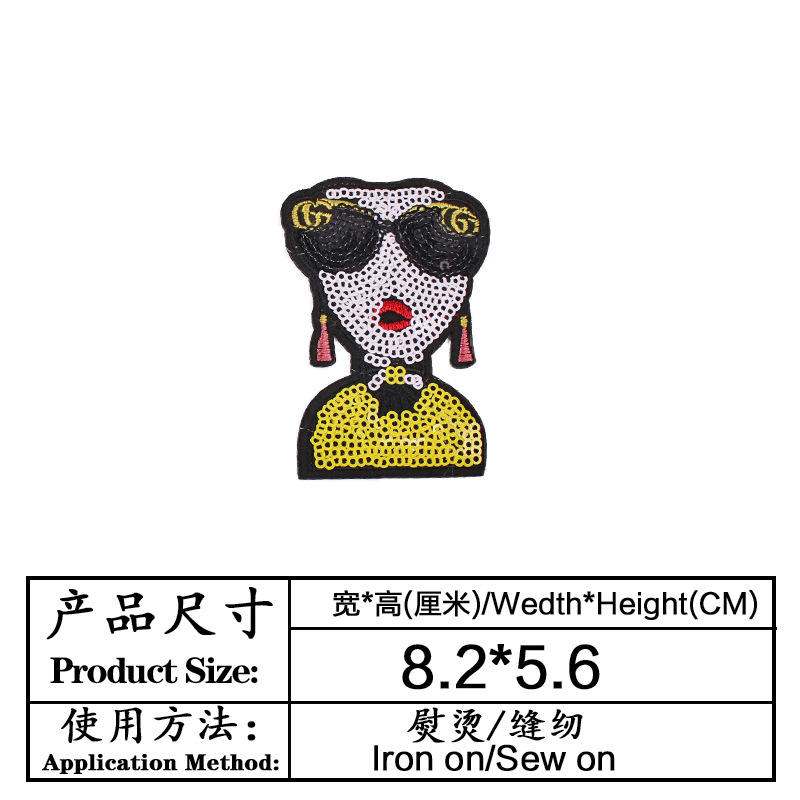 产品尺寸
Product Size:
宽*高(厘米)/Wedth*Height(CM)
8.2*5.6
使用方法：
Application Method:
熨烫/缝纫
Iron on/Sew on